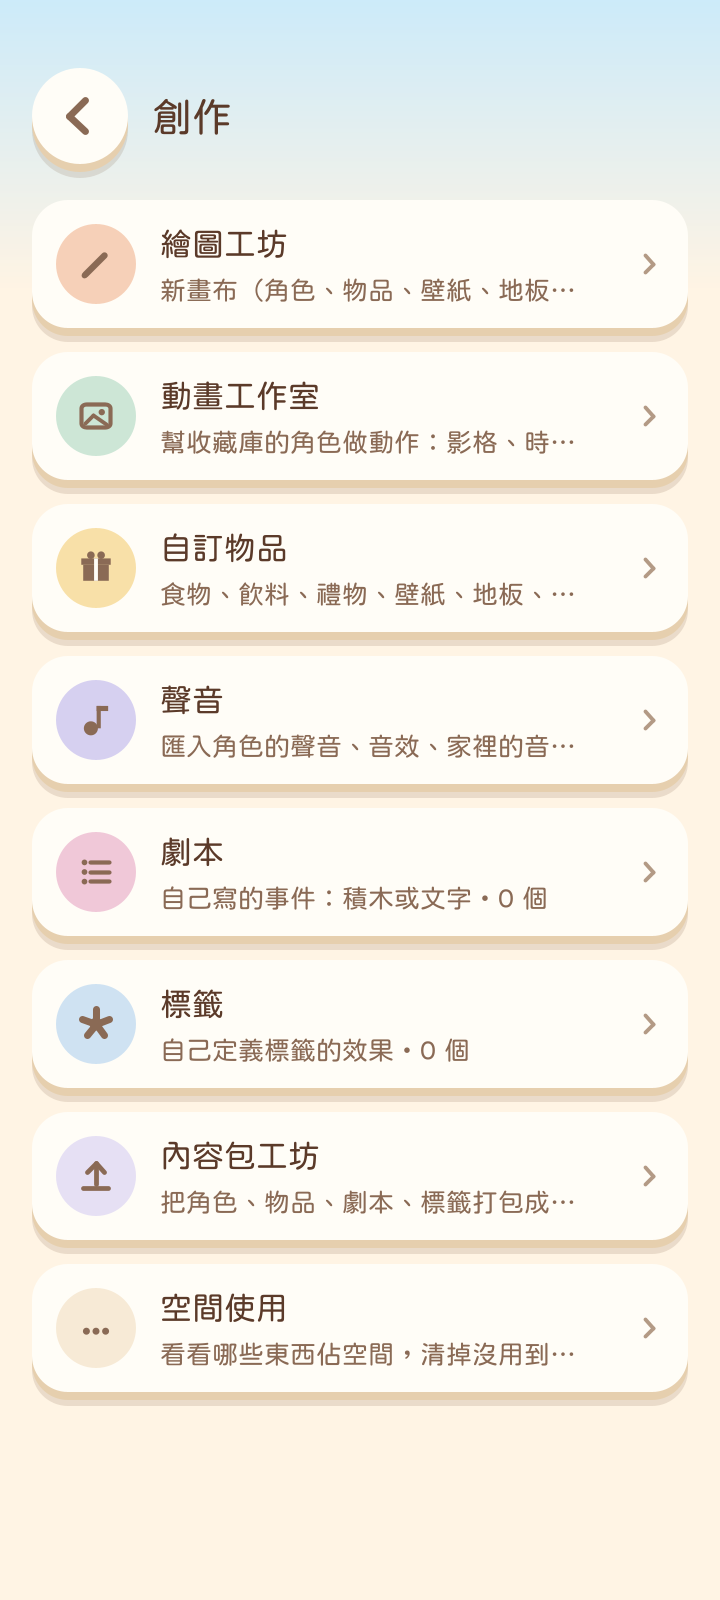 創作
繪圖工坊
新畫布（角色、物品、壁紙、地板…
動畫工作室
幫收藏庫的角色做動作：影格、時…
自訂物品
食物、飲料、禮物、壁紙、地板、…
聲音
匯入角色的聲音、音效、家裡的音…
劇本
自己寫的事件：積木或文字・0 個
標籤
自己定義標籤的效果・0 個
內容包工坊
把角色、物品、劇本、標籤打包成…
空間使用
看看哪些東西佔空間，清掉沒用到…